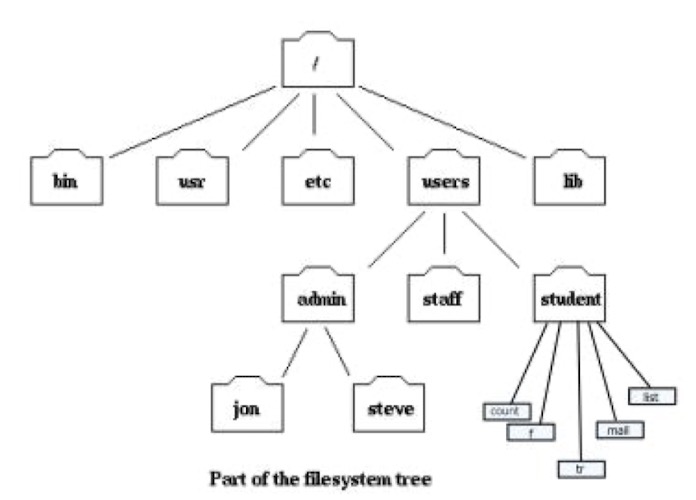 /
bin usr etc users lib
admin staff student
jon steve
count
f
tr
mail
list
Part of the filesystem tree